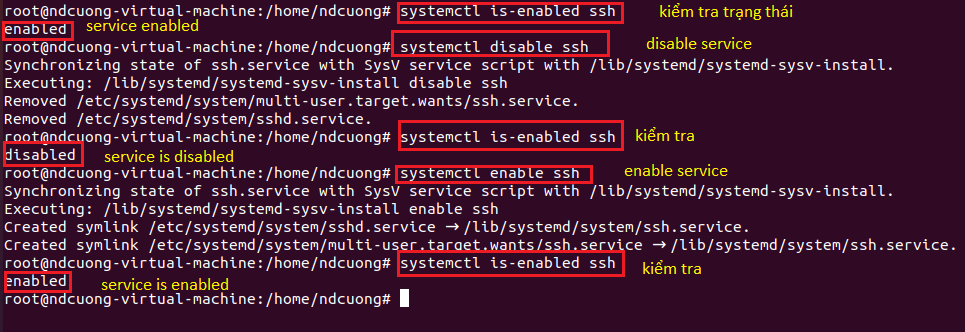 root@ndcuong-virtual-machine:/home/ndcuong# systemctl is-enabled ssh kiểm tra trạng thái
enabled service enabled
root@ndcuong-virtual-machine:/home/ndcuong# systemctl disable ssh disable service
Synchronizing state of ssh.service with SysV service script with /lib/systemd/systemd-sysv-install.
Executing: /lib/systemd/systemd-sysv-install disable ssh
Removed /etc/systemd/system/multi-user.target.wants/ssh.service.
Removed /etc/systemd/system/sshd.service.
root@ndcuong-virtual-machine:/home/ndcuong# systemctl is-enabled ssh kiểm tra
disabled service is disabled
root@ndcuong-virtual-machine:/home/ndcuong# systemctl enable ssh enable service
Synchronizing state of ssh.service with SysV service script with /lib/systemd/systemd-sysv-install.
Executing: /lib/systemd/systemd-sysv-install enable ssh
Created symlink /etc/systemd/system/sshd.service → /lib/systemd/system/ssh.service.
Created symlink /etc/systemd/system/multi-user.target.wants/ssh.service → /lib/systemd/system/ssh.service.
root@ndcuong-virtual-machine:/home/ndcuong# systemctl is-enabled ssh kiểm tra
enabled service is enabled
root@ndcuong-virtual-machine:/home/ndcuong#